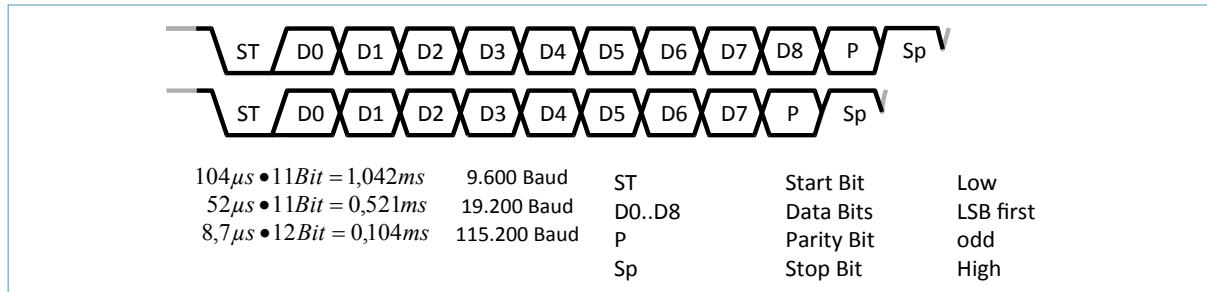 ST D0 D1 D2 D3 D4 D5 D6 D7 D8 P Sp
ST D0 D1 D2 D3 D4 D5 D6 D7 P Sp
104µs•11Bit = 1,042ms 9.600 Baud
52µs•11Bit = 0,521ms 19.200 Baud
8,7µs•12Bit = 0,104ms 115.200 Baud
ST Start Bit Low
D0..D8 Data Bits LSB first
P Parity Bit odd
Sp Stop Bit High